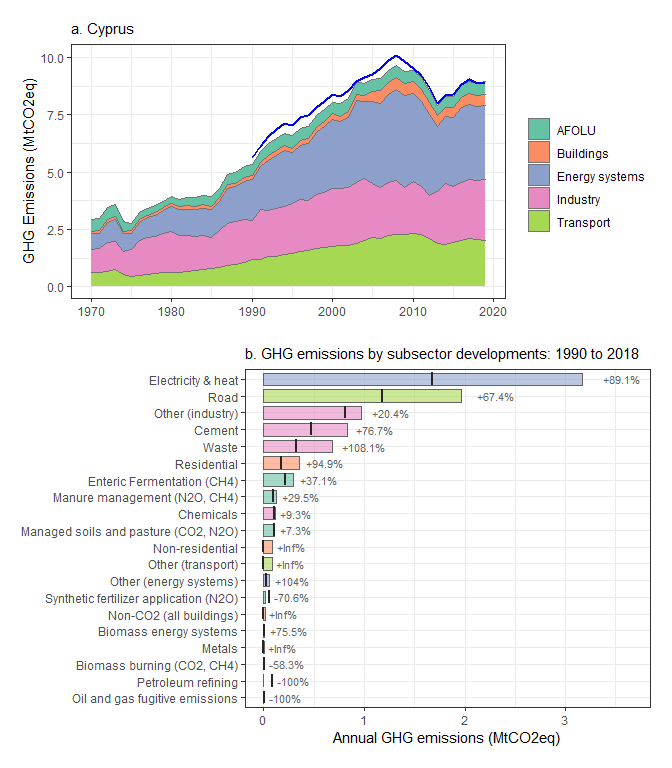 a. Cyprus
GHG Emissions (MtCO2eq)
10.0
7.5
5.0
2.5
0.0
1970
1980
1990
2000
2010
2020
AFOLU
Buildings
Energy systems
Industry
Transport
b. GHG emissions by subsector developments: 1990 to 2018
Electricity & heat +89.1%
Road +67.4%
Other (industry) +20.4%
Cement +76.7%
Waste +108.1%
Residential +94.9%
Enteric Fermentation (CH4) +37.1%
Manure management (N2O, CH4) +29.5%
Chemicals +9.3%
Managed soils and pasture (CO2, N2O) +7.3%
Non-residential +Inf%
Other (transport) +Inf%
Other (energy systems) +104%
Synthetic fertilizer application (N2O) -70.6%
Non-CO2 (all buildings) +Inf%
Biomass energy systems +75.5%
Metals +Inf%
Biomass burning (CO2, CH4) -58.3%
Petroleum refining -100%
Oil and gas fugitive emissions -100%
0
1
2
3
Annual GHG emissions (MtCO2eq)